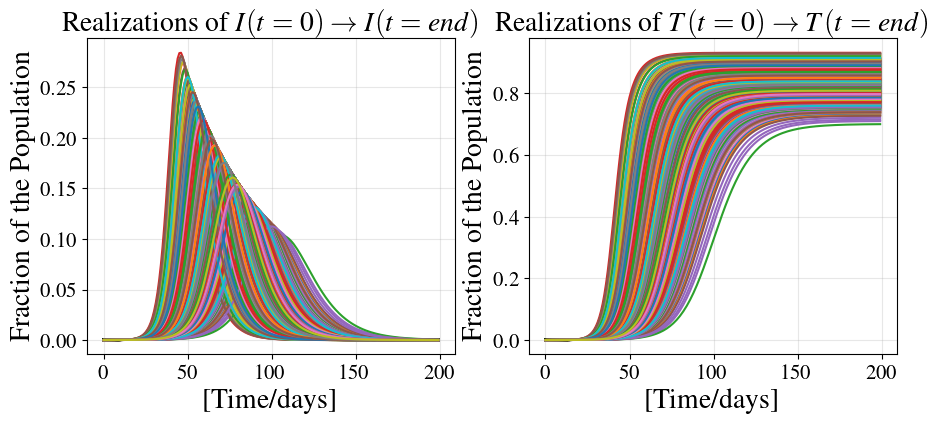 Realizations of I(t = 0) → I(t = end)
Fraction of the Population
0.25
0.20
0.15
0.10
0.05
0.00
0 50 100 150 200
[Time/days]
Realizations of T(t = 0) → T(t = end)
Fraction of the Population
0.8
0.6
0.4
0.2
0.0
0 50 100 150 200
[Time/days]